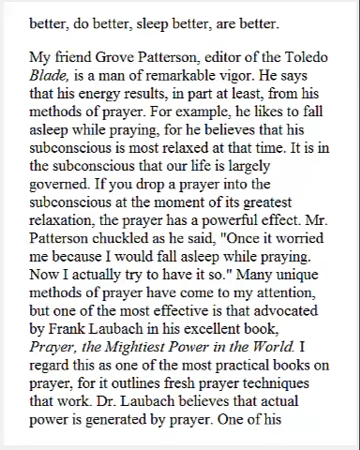 better, do better, sleep better, are better.
My friend Grove Patterson, editor of the Toledo
Blade, is a man of remarkable vigor. He says
that his energy results, in part at least, from his
methods of prayer. For example, he likes to fall
asleep while praying, for he believes that his
subconscious is most relaxed at that time. It is in
the subconscious that our life is largely
governed. If you drop a prayer into the
subconscious at the moment of its greatest
relaxation, the prayer has a powerful effect. Mr.
Patterson chuckled as he said, "Once it worried
me because I would fall asleep while praying.
Now I actually try to have it so." Many unique
methods of prayer have come to my attention,
but one of the most effective is that advocated
by Frank Laubach in his excellent book,
Prayer, the Mightiest Power in the World. I
regard this as one of the most practical books on
prayer, for it outlines fresh prayer techniques
that work. Dr. Laubach believes that actual
power is generated by prayer. One of his